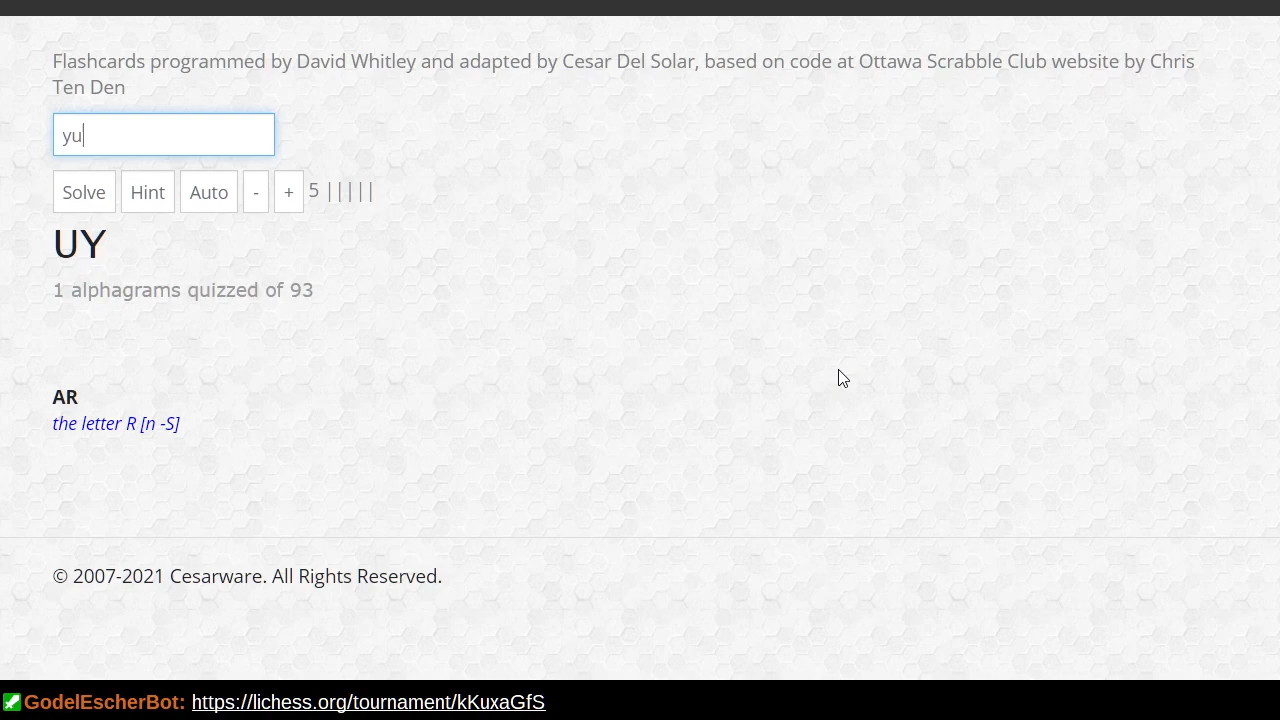 Flashcards programmed by David Whitley and adapted by Cesar Del Solar, based on code at Ottawa Scrabble Club website by Chris
Ten Den
yu
Solve Hint Auto - + 5 |||||
UY
1 alphagrams quizzed of 93
AR
the letter R [n -S]
© 2007-2021 Cesarware. All Rights Reserved.
GodelEscherBot: https://lichess.org/tournament/kKuxaGfS